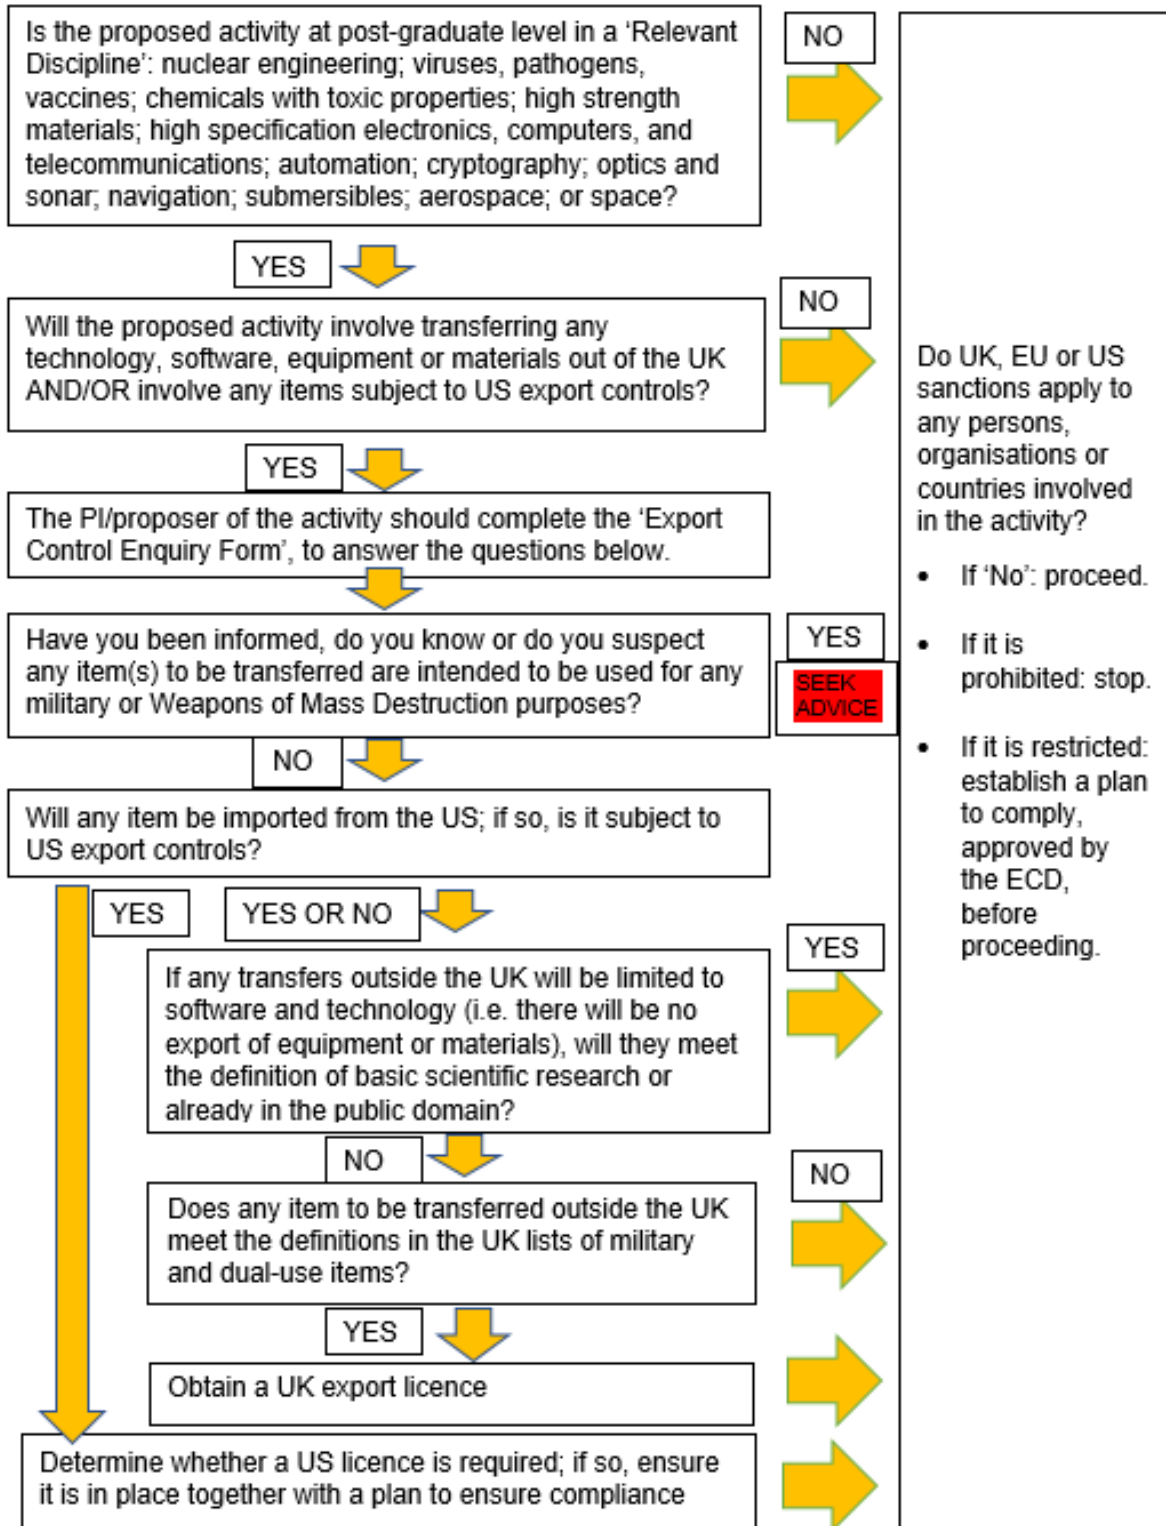 Is the proposed activity at post-graduate level in a ‘Relevant
Discipline’: nuclear engineering; viruses, pathogens,
vaccines; chemicals with toxic properties; high strength
materials; high specification electronics, computers, and
telecommunications; automation; cryptography; optics and
sonar; navigation; submersibles; aerospace; or space?
NO
YES
Will the proposed activity involve transferring any
technology, software, equipment or materials out of the UK
AND/OR involve any items subject to US export controls?
NO
YES
The PI/proposer of the activity should complete the ‘Export
Control Enquiry Form’, to answer the questions below.
Have you been informed, do you know or do you suspect
any item(s) to be transferred are intended to be used for any
military or Weapons of Mass Destruction purposes?
YES
SEEK
ADVICE
NO
Will any item be imported from the US; if so, is it subject to
US export controls?
YES
YES OR NO
If any transfers outside the UK will be limited to
software and technology (i.e. there will be no
export of equipment or materials), will they meet
the definition of basic scientific research or
already in the public domain?
YES
NO
Does any item to be transferred outside the UK
meet the definitions in the UK lists of military
and dual-use items?
NO
YES
Obtain a UK export licence
Determine whether a US licence is required; if so, ensure
it is in place together with a plan to ensure compliance
Do UK, EU or US
sanctions apply to
any persons,
organisations or
countries involved
in the activity?
• If ‘No’: proceed.
• If it is
prohibited: stop.
• If it is restricted:
establish a plan
to comply,
approved by
the ECD,
before
proceeding.